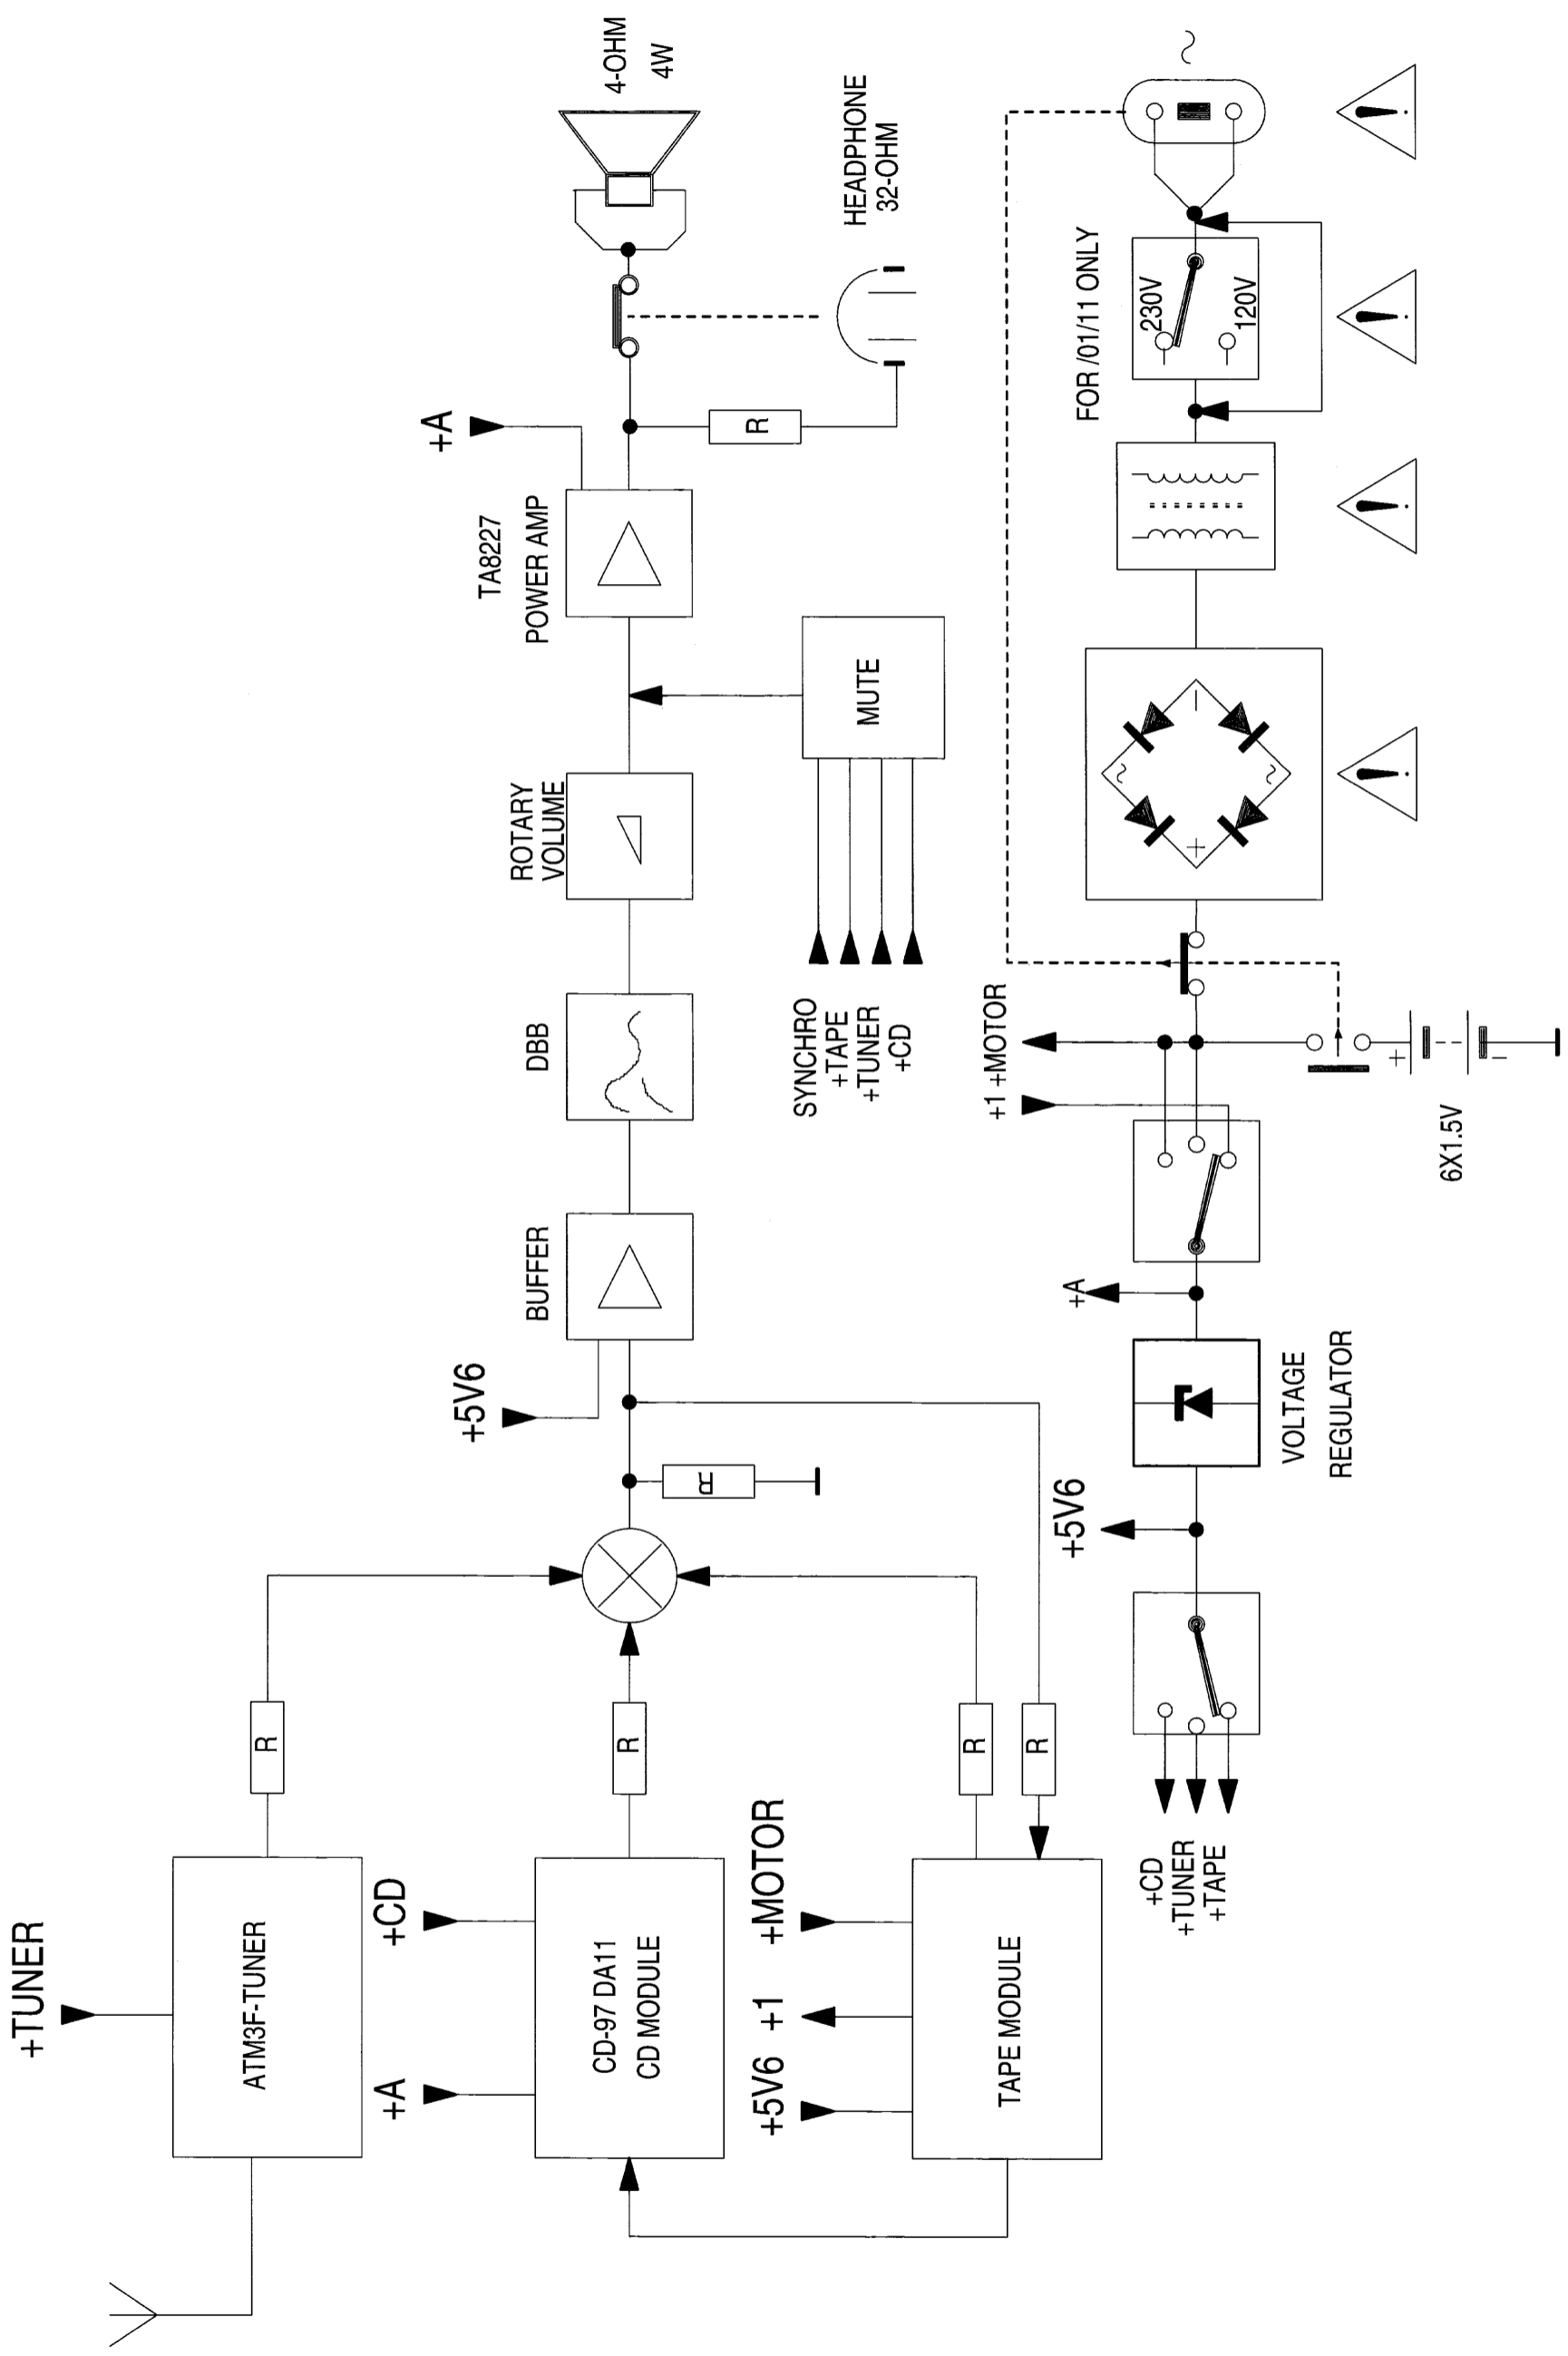 +TUNER
ATM3F-TUNER
R
+A
+CD
CD-97 DA11
CD MODULE
R
+5V6
+1
+MOTOR
TAPE MODULE
R
R
R
+5V6
BUFFER
DBB
ROTARY
VOLUME
TA8227
POWER AMP
+A
4-OHM
4W
R
HEADPHONE
32-OHM
SYNCHRO
+TAPE
+TUNER
+CD
MUTE
+CD
+TUNER
+TAPE
+5V6
VOLTAGE
REGULATOR
+A
+1
+MOTOR
+
-
6X1.5V
+
~
~
-
FOR /01/11 ONLY
230V
120V
~
!
!
!
!